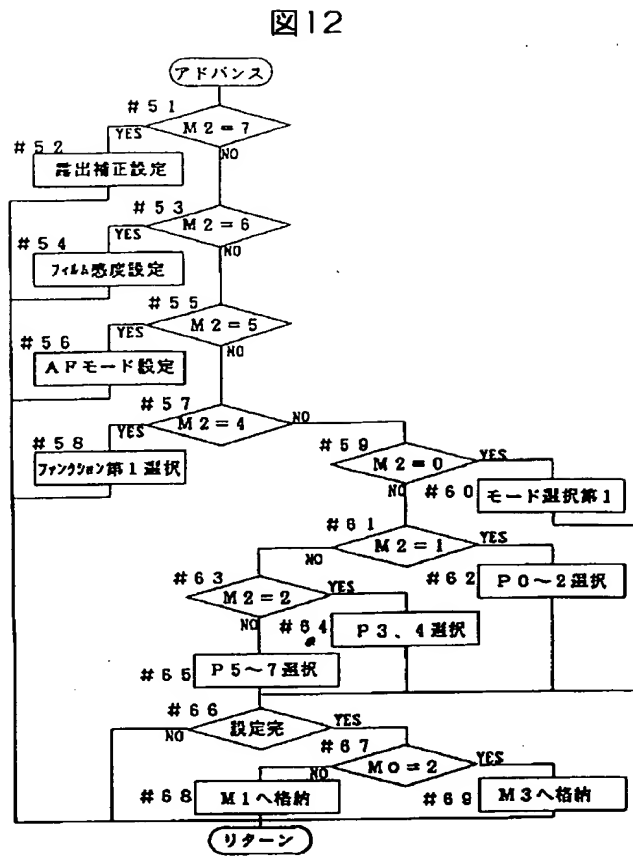 図12
アドバンス
#51
M2=7
YES
NO
#52
露出補正設定
#53
M2=6
YES
NO
#54
フィルム感度設定
#55
M2=5
YES
NO
#56
AFモード設定
#57
M2=4
YES
NO
#58
ファンクション第1選択
#59
M2=0
YES
NO
#60
モード選択第1
#61
M2=1
YES
NO
#62
P0~2選択
#63
M2=2
YES
NO
#64
P3、4選択
#65
P5~7選択
#66
設定完
YES
NO
#67
M0=2
YES
NO
#68
M1へ格納
#69
M3へ格納
リターン